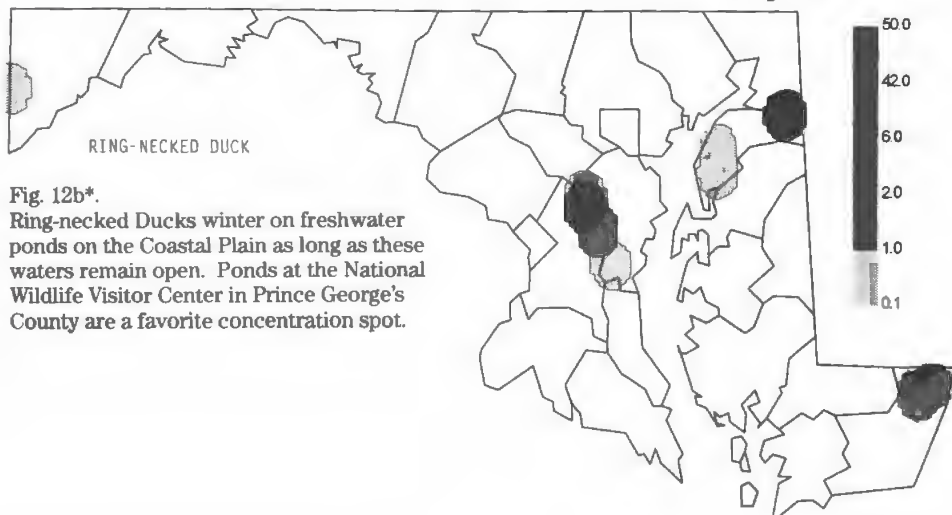 50.0
42.0
6.0
2.0
1.0
0.1
RING-NECKED DUCK
Fig. 12b*.
Ring-necked Ducks winter on freshwater
ponds on the Coastal Plain as long as these
waters remain open. Ponds at the National
Wildlife Visitor Center in Prince George's
County are a favorite concentration spot.